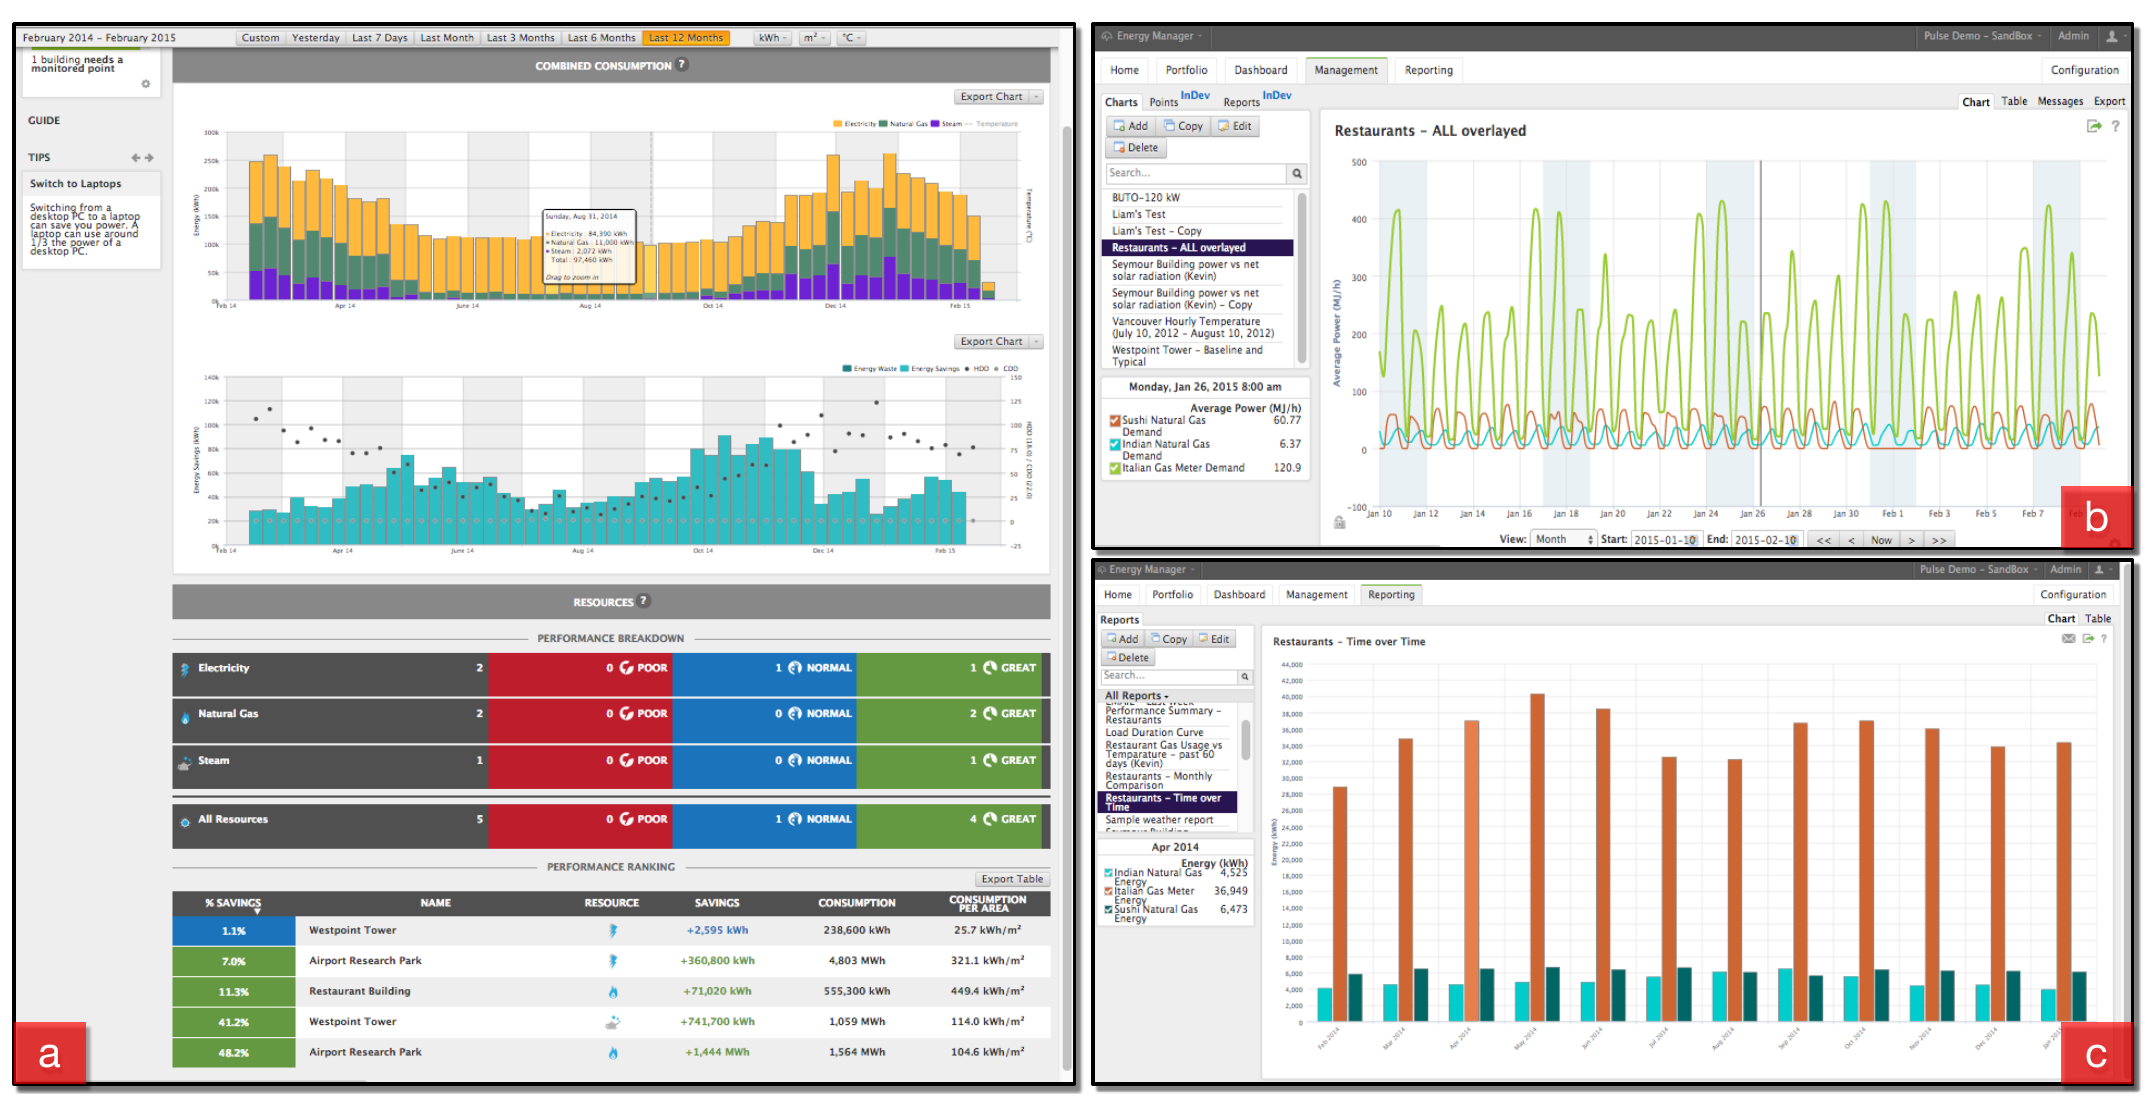 February 2014 - February 2015
Custom Yesterday Last 7 Days Last Month Last 3 Months Last 6 Months Last 12 Months kWh m² °C
1 building needs a
monitored point
GUIDE
TIPS
Switch to Laptops
Switching from a
desktop PC to a laptop
can save you power. A
laptop can use around
1/3 the power of a
desktop PC.
COMBINED CONSUMPTION ?
Export Chart
Electricity Natural Gas Steam Temperature
300k
250k
200k
150k
100k
50k
0k
Energy (kWh)
Temperature (°C)
Sunday, Aug 31, 2014
Electricity : 84,390 kWh
Natural Gas : 11,000 kWh
Steam : 2,072 kWh
Total : 97,460 kWh
Drag to zoom in
Feb 14 Apr 14 June 14 Aug 14 Oct 14 Dec 14 Feb 15
Export Chart
Energy Waste Energy Savings HDD CDD
140k
120k
100k
80k
60k
40k
20k
0k
Energy Savings (kWh)
150
125
100
75
50
25
0
-25
HDD (18.0) / CDD (22.0)
Feb 14 Apr 14 June 14 Aug 14 Oct 14 Dec 14 Feb 15
RESOURCES ?
PERFORMANCE BREAKDOWN
Electricity 2 0 POOR 1 NORMAL 1 GREAT
Natural Gas 2 0 POOR 0 NORMAL 2 GREAT
Steam 1 0 POOR 0 NORMAL 1 GREAT
All Resources 5 0 POOR 1 NORMAL 4 GREAT
PERFORMANCE RANKING
Export Table
% SAVINGS NAME RESOURCE SAVINGS CONSUMPTION CONSUMPTION PER AREA
1.1% Westpoint Tower +2,595 kWh 238,600 kWh 25.7 kWh/m²
7.0% Airport Research Park +360,800 kWh 4,803 MWh 321.1 kWh/m²
11.3% Restaurant Building +71,020 kWh 555,300 kWh 449.4 kWh/m²
41.2% Westpoint Tower +741,700 kWh 1,059 MWh 114.0 kWh/m²
48.2% Airport Research Park +1,444 MWh 1,564 MWh 104.6 kWh/m²
a
Energy Manager Pulse Demo - SandBox Admin
Home Portfolio Dashboard Management Reporting Configuration
Charts Points InDev Reports InDev Chart Table Messages Export
Add Copy Edit
Delete
Search...
BUTO-120 kW
Liam's Test
Liam's Test - Copy
Restaurants - ALL overlayed
Seymour Building power vs net
solar radiation (Kevin)
Seymour Building power vs net
solar radiation (Kevin) - Copy
Vancouver Hourly Temperature
(July 10, 2012 - August 10, 2012)
Westpoint Tower - Baseline and
Typical
Monday, Jan 26, 2015 8:00 am
Average Power (MJ/h)
Sushi Natural Gas 60.77
Demand
Indian Natural Gas 6.37
Demand
Italian Gas Meter Demand 120.9
Restaurants - ALL overlayed
?
500
400
300
200
100
0
-100
Average Power (MJ/h)
Jan 10 Jan 12 Jan 14 Jan 16 Jan 18 Jan 20 Jan 22 Jan 24 Jan 26 Jan 28 Jan 30 Feb 1 Feb 3 Feb 5 Feb 7
View: Month Start: 2015-01-10 End: 2015-02-10 << < Now > >>
b
Energy Manager Pulse Demo - SandBox Admin
Home Portfolio Dashboard Management Reporting Configuration
Reports Chart Table
Add Copy Edit
Delete
Search...
All Reports
Performance Summary -
Restaurants
Load Duration Curve
Restaurant Gas Usage vs
Temparature - past 60
days (Kevin)
Restaurants - Monthly
Comparison
Restaurants - Time over
Time
Sample weather report
Apr 2014
Energy (kWh)
Indian Natural Gas 4,525
Energy
Italian Gas Meter 36,949
Energy
Sushi Natural Gas 6,473
Energy
Restaurants - Time over Time
?
44,000
42,000
40,000
38,000
36,000
34,000
32,000
30,000
28,000
26,000
24,000
22,000
20,000
18,000
16,000
14,000
12,000
10,000
8,000
6,000
4,000
2,000
0
Energy (kWh)
Feb 2014 Mar 2014 Apr 2014 May 2014 Jun 2014 Jul 2014 Aug 2014 Sep 2014 Oct 2014 Nov 2014 Dec 2014
c